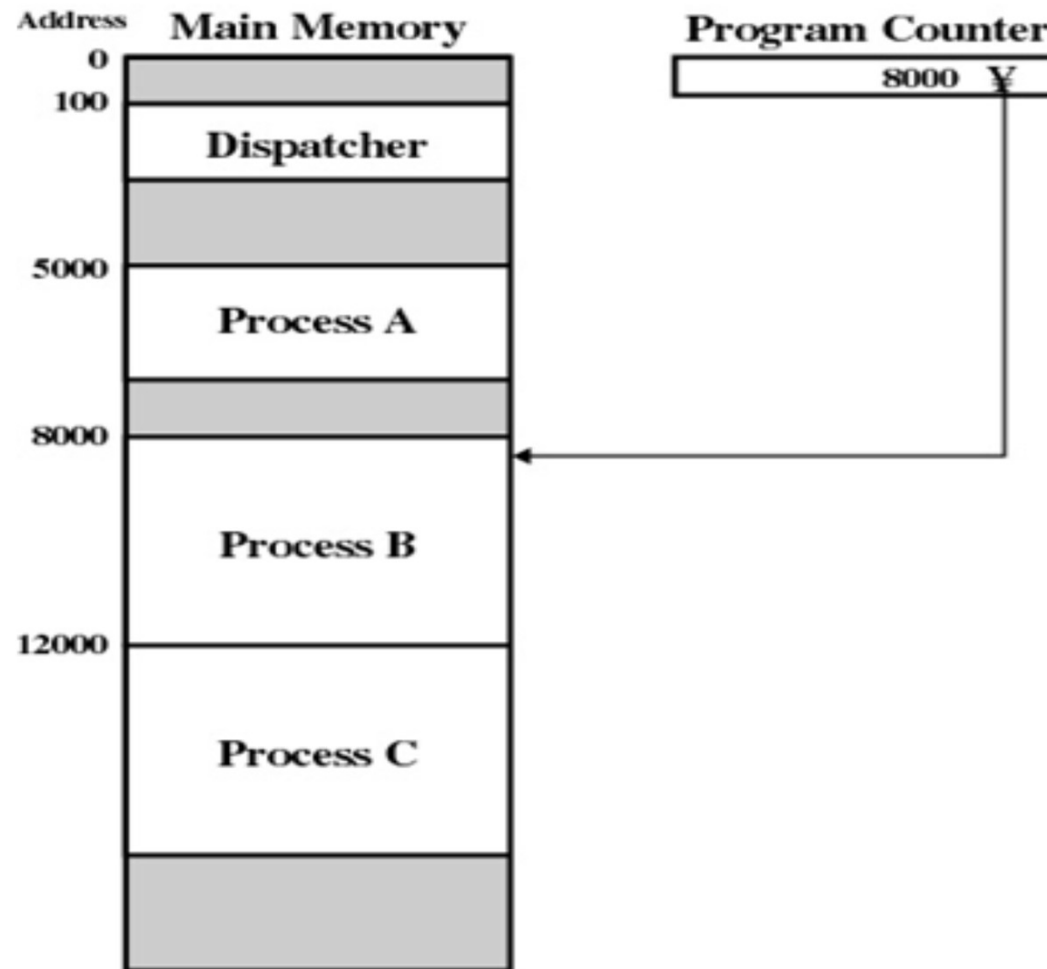 Address
Main Memory
Program Counter
0
8000 ¥
100
Dispatcher
5000
Process A
8000
Process B
12000
Process C